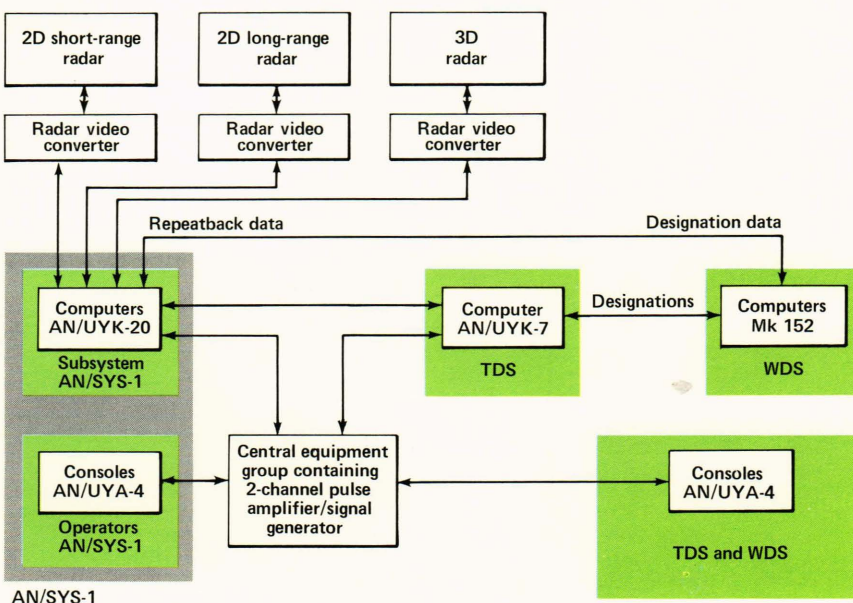 2D short-range
radar
2D long-range
radar
3D
radar
Radar video
converter
Radar video
converter
Radar video
converter
Repeatback data
Designation data
Computers
AN/UYK-20
Subsystem
AN/SYS-1
Computer
AN/UYK-7
TDS
Designations
Computers
Mk 152
WDS
Consoles
AN/UYA-4
Operators
AN/SYS-1
Central equipment
group containing
2-channel pulse
amplifier/signal
generator
Consoles
AN/UYA-4
TDS and WDS
AN/SYS-1